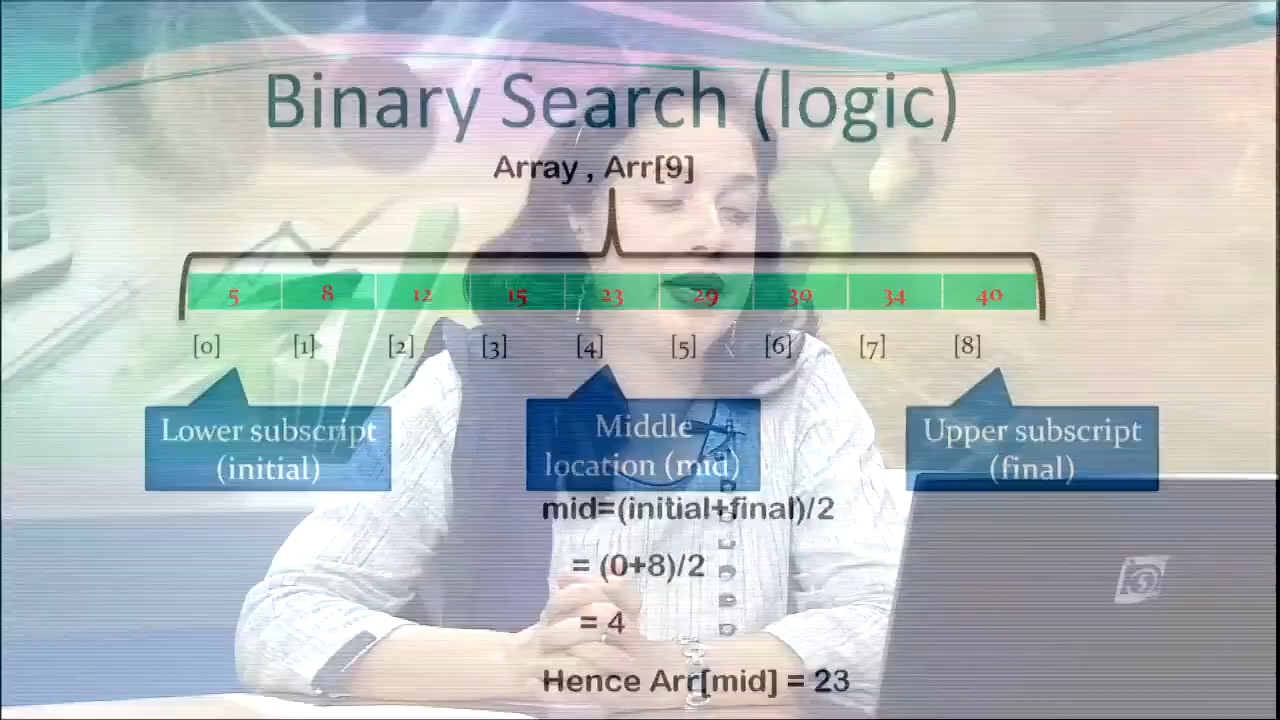 Binary Search (logic)
Array , Arr[9]
5 8 12 15 23 29 30 34 40
[0] [1] [2] [3] [4] [5] [6] [7] [8]
Lower subscript
(initial)
Middle
location (mid)
Upper subscript
(final)
mid=(initial+final)/2
= (0+8)/2
= 4
Hence Arr[mid] = 23